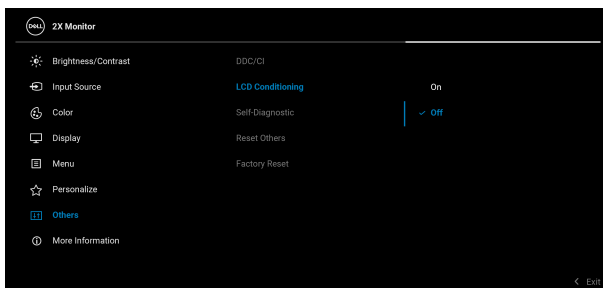 DELL 2X Monitor
Brightness/Contrast DDC/CI
Input Source LCD Conditioning On
Color Self-Diagnostic Off
Display Reset Others
Menu Factory Reset
Personalize
Others
More Information
Exit